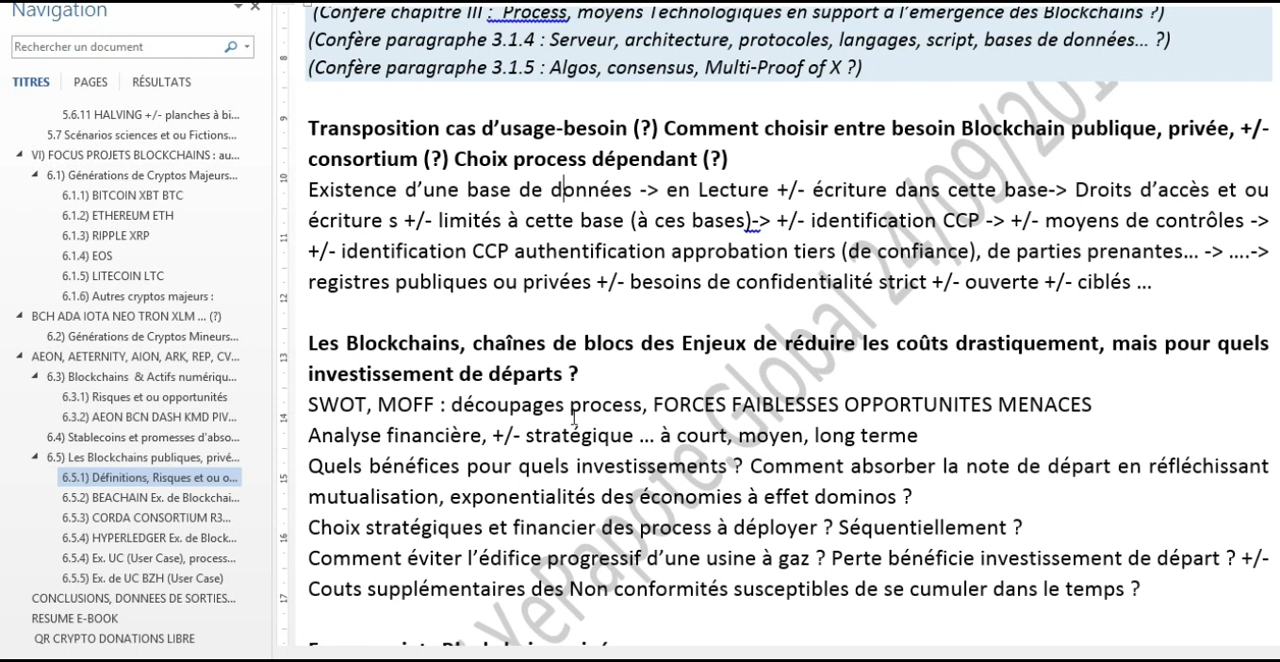 Navigation
Rechercher un document
TITRES PAGES RÉSULTATS
5.6.11 HALVING +/- planches à bi...
5.7 Scénarios sciences et ou Fictions...
VI) FOCUS PROJETS BLOCKCHAINS : au...
6.1) Générations de Cryptos Majeurs...
6.1.1) BITCOIN XBT BTC
6.1.2) ETHEREUM ETH
6.1.3) RIPPLE XRP
6.1.4) EOS
6.1.5) LITECOIN LTC
6.1.6) Autres cryptos majeurs :
BCH ADA IOTA NEO TRON XLM ... (?)
6.2) Générations de Cryptos Mineurs...
AEON, AETERNITY, AION, ARK, REP, CV...
6.3) Blockchains & Actifs numériqu...
6.3.1) Risques et ou opportunités
6.3.2) AEON BCN DASH KMD PIV...
6.4) Stablecoins et promesses d'abso...
6.5) Les Blockchains publiques, privé...
6.5.1) Définitions, Risques et ou o...
6.5.2) BEACHAIN Ex. de Blockchai...
6.5.3) CORDA CONSORTIUM R3...
6.5.4) HYPERLEDGER Ex. de Block...
6.5.4) Ex. UC (User Case), process...
6.5.5) Ex. de UC BZH (User Case)
CONCLUSIONS, DONNEES DE SORTIES...
RESUME E-BOOK
QR CRYPTO DONATIONS LIBRE
8
9
10
11
12
13
14
15
16
17
(Confère chapitre III : Process, moyens Technologiques en support à l'émergence des Blockchains ?)
(Confère paragraphe 3.1.4 : Serveur, architecture, protocoles, langages, script, bases de données... ?)
(Confère paragraphe 3.1.5 : Algos, consensus, Multi-Proof of X ?)
Transposition cas d'usage-besoin (?) Comment choisir entre besoin Blockchain publique, privée, +/-
consortium (?) Choix process dépendant (?)
Existence d'une base de données -> en Lecture +/- écriture dans cette base-> Droits d'accès et ou
écriture s +/- limités à cette base (à ces bases)-> +/- identification CCP -> +/- moyens de contrôles ->
+/- identification CCP authentification approbation tiers (de confiance), de parties prenantes... -> ....->
registres publiques ou privées +/- besoins de confidentialité strict +/- ouverte +/- ciblés ...
Les Blockchains, chaînes de blocs des Enjeux de réduire les coûts drastiquement, mais pour quels
investissement de départs ?
SWOT, MOFF : découpages process, FORCES FAIBLESSES OPPORTUNITES MENACES
Analyse financière, +/- stratégique ... à court, moyen, long terme
Quels bénéfices pour quels investissements ? Comment absorber la note de départ en réfléchissant
mutualisation, exponentialités des économies à effet dominos ?
Choix stratégiques et financier des process à déployer ? Séquentiellement ?
Comment éviter l'édifice progressif d'une usine à gaz ? Perte bénéficie investissement de départ ? +/-
Couts supplémentaires des Non conformités susceptibles de se cumuler dans le temps ?
YePapote.Global 24/09/201